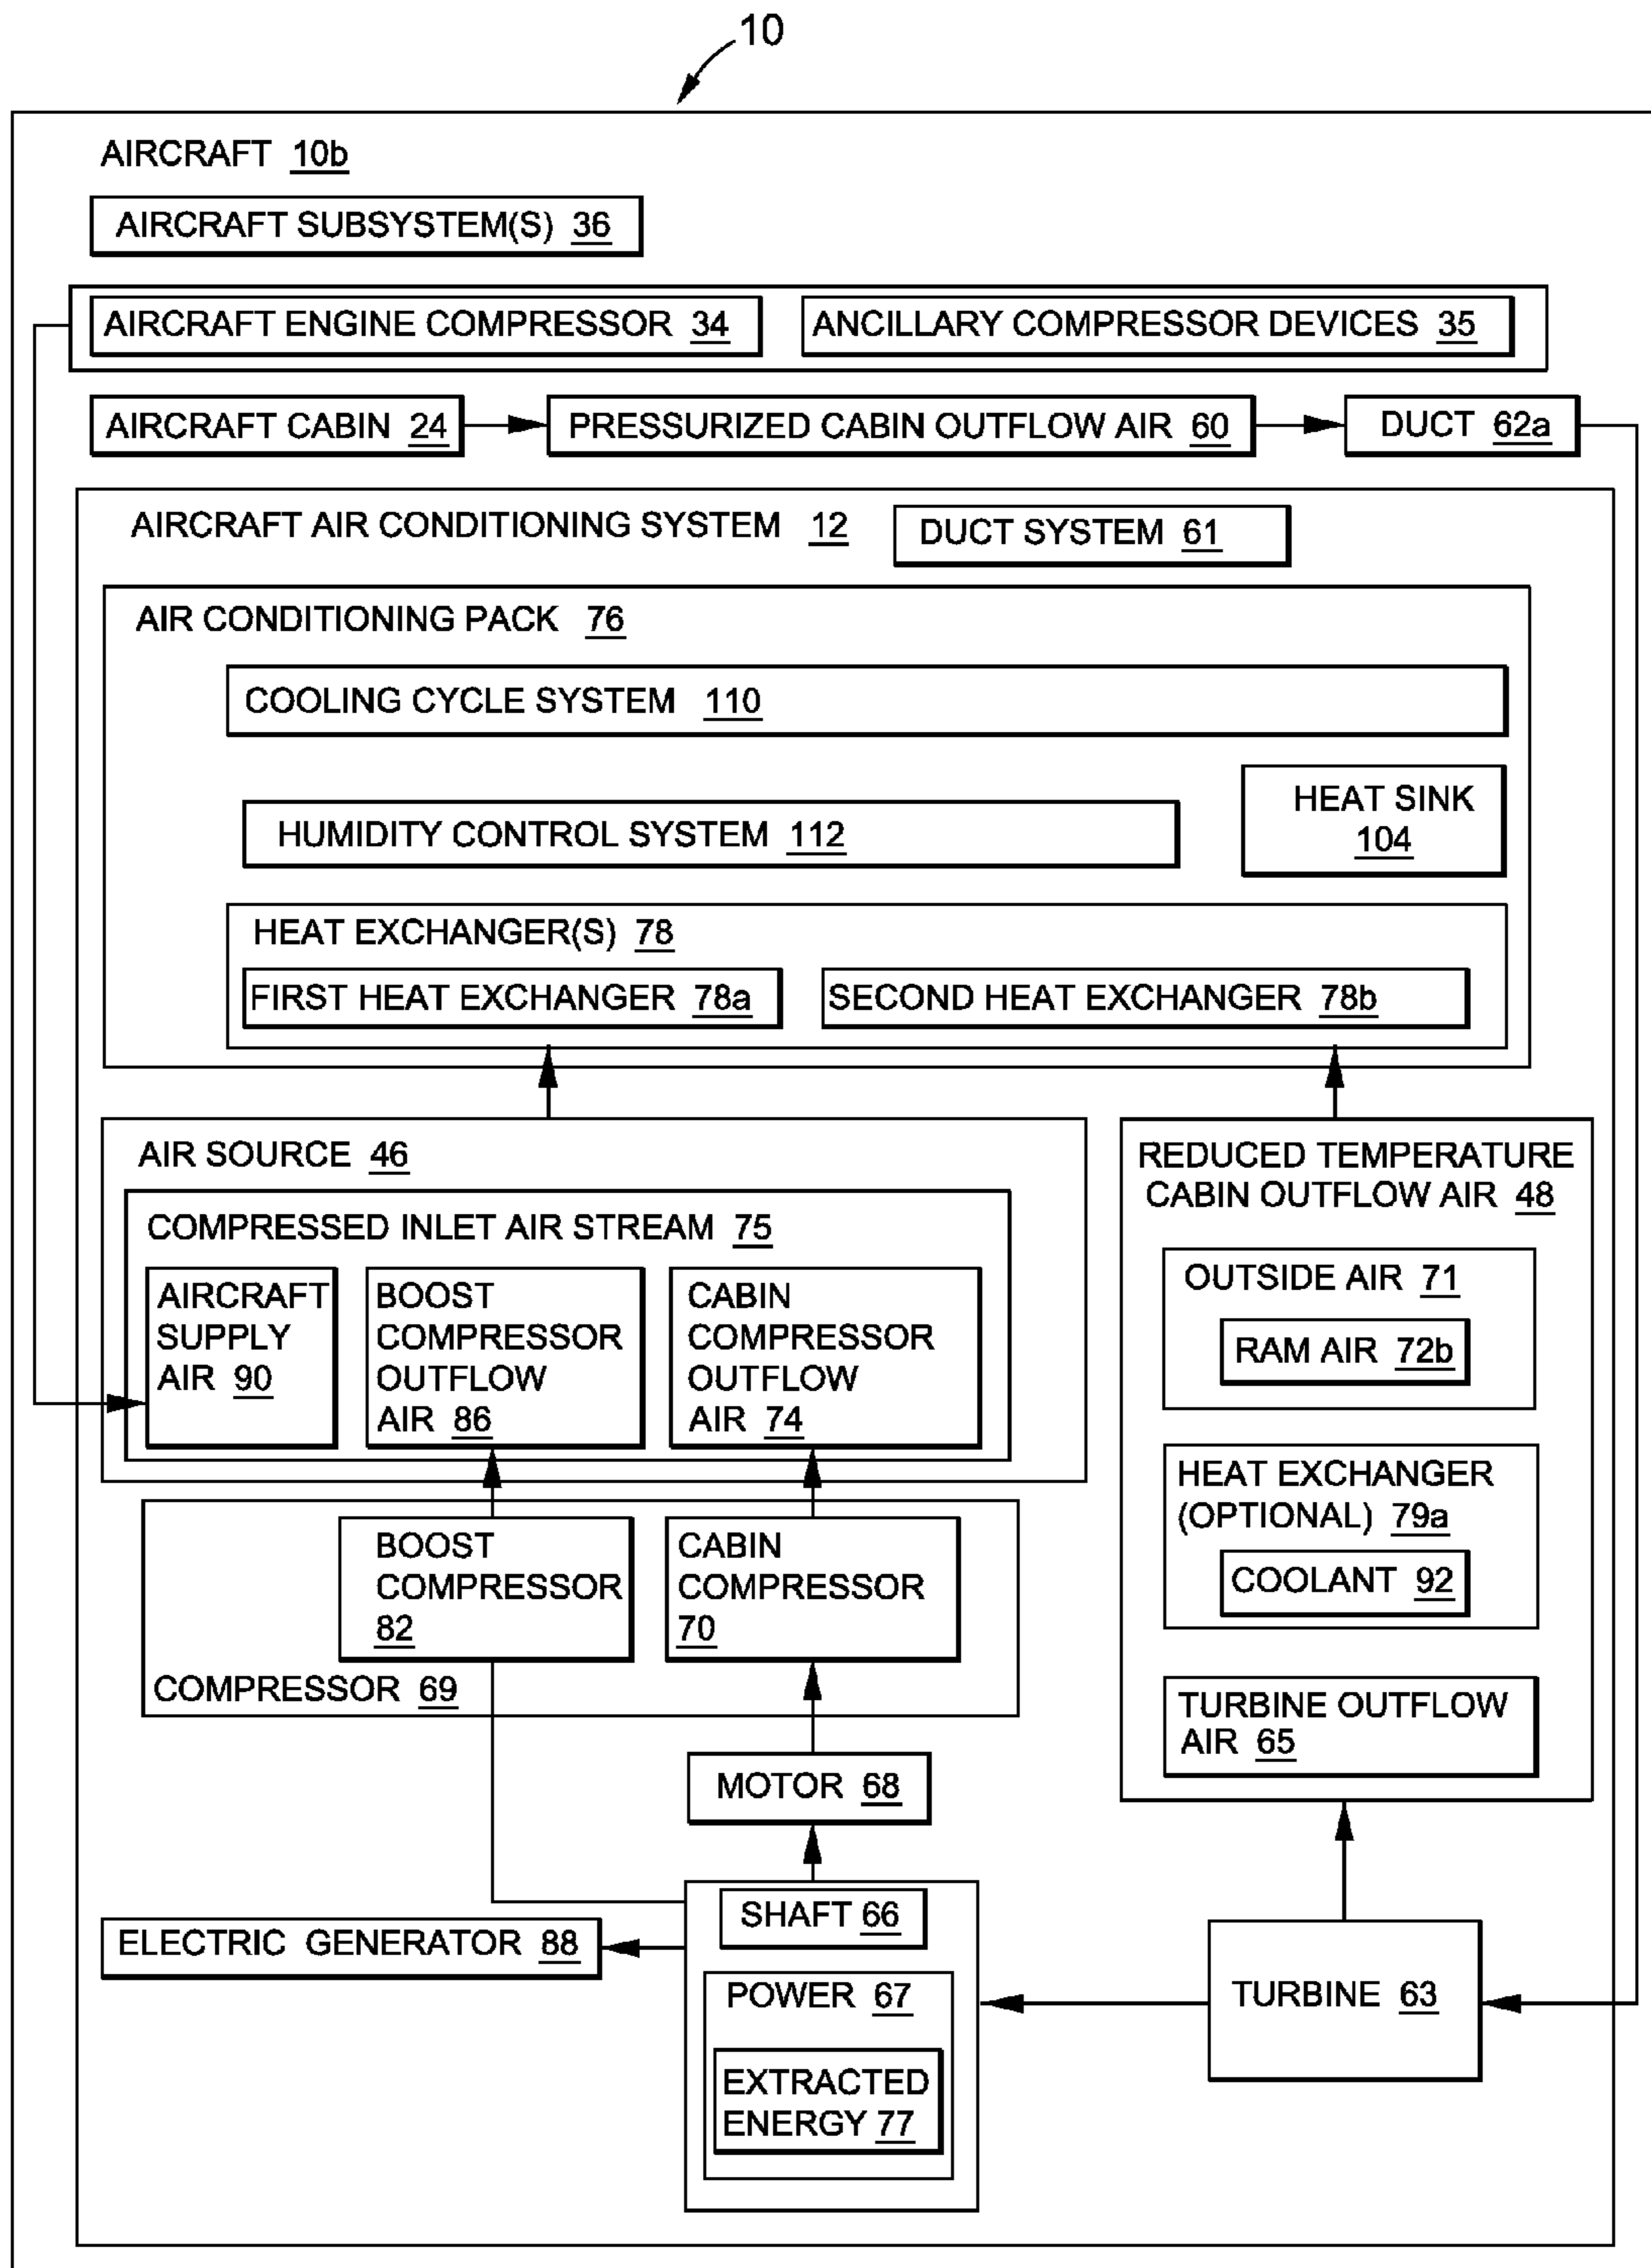 10
AIRCRAFT 10b
AIRCRAFT SUBSYSTEM(S) 36
AIRCRAFT ENGINE COMPRESSOR 34
ANCILLARY COMPRESSOR DEVICES 35
AIRCRAFT CABIN 24
PRESSURIZED CABIN OUTFLOW AIR 60
DUCT 62a
AIRCRAFT AIR CONDITIONING SYSTEM 12
DUCT SYSTEM 61
AIR CONDITIONING PACK 76
COOLING CYCLE SYSTEM 110
HUMIDITY CONTROL SYSTEM 112
HEAT SINK
104
HEAT EXCHANGER(S) 78
FIRST HEAT EXCHANGER 78a
SECOND HEAT EXCHANGER 78b
AIR SOURCE 46
COMPRESSED INLET AIR STREAM 75
AIRCRAFT
SUPPLY
AIR 90
BOOST
COMPRESSOR
OUTFLOW
AIR 86
CABIN
COMPRESSOR
OUTFLOW
AIR 74
REDUCED TEMPERATURE
CABIN OUTFLOW AIR 48
OUTSIDE AIR 71
RAM AIR 72b
HEAT EXCHANGER
(OPTIONAL) 79a
COOLANT 92
TURBINE OUTFLOW
AIR 65
BOOST
COMPRESSOR
82
CABIN
COMPRESSOR
70
COMPRESSOR 69
MOTOR 68
SHAFT 66
ELECTRIC GENERATOR 88
POWER 67
EXTRACTED
ENERGY 77
TURBINE 63